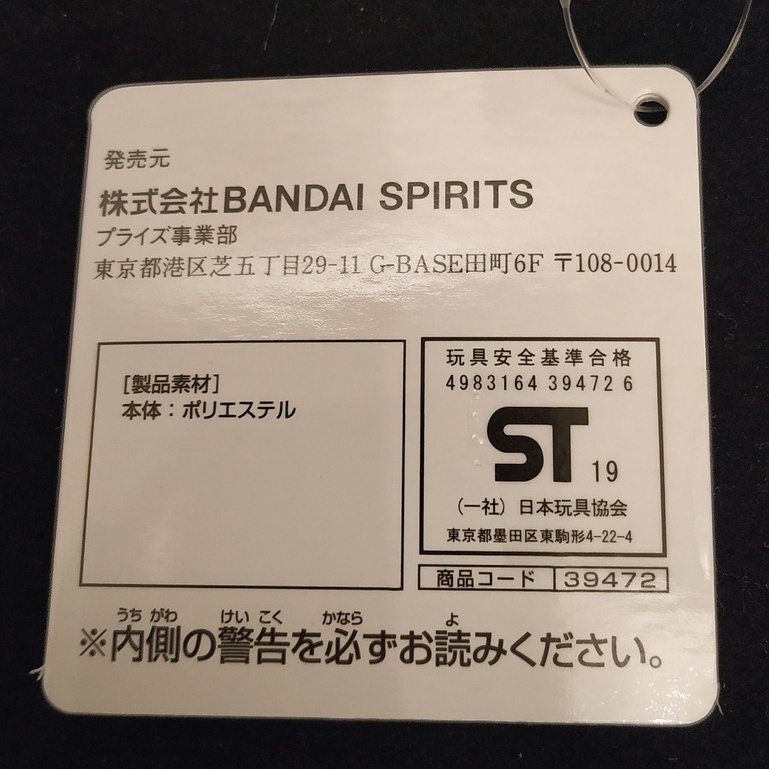 発売元
株式会社BANDAI SPIRITS
プライズ事業部
東京都港区芝五丁目29-11 G-BASE田町6F 〒108-0014
[製品素材]
本体：ポリエステル
玩具安全基準合格
4983164 39472 6
ST 19
（一社）日本玩具協会
東京都墨田区東駒形4-22-4
商品コード 39472
うち がわ けい こく かなら よ
※内側の警告を必ずお読みください。